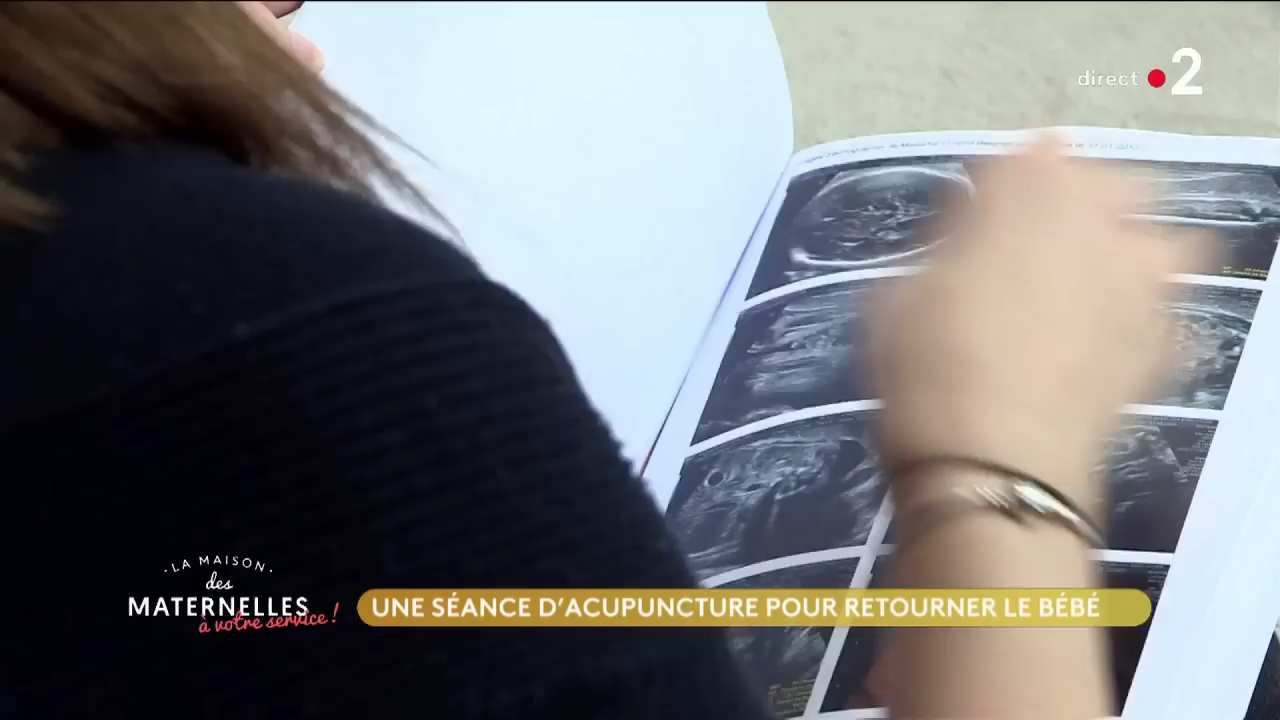 direct 2
·LA MAISON·
des
MATERNELLES
à votre service !
UNE SÉANCE D'ACUPUNCTURE POUR RETOURNER LE BÉBÉ